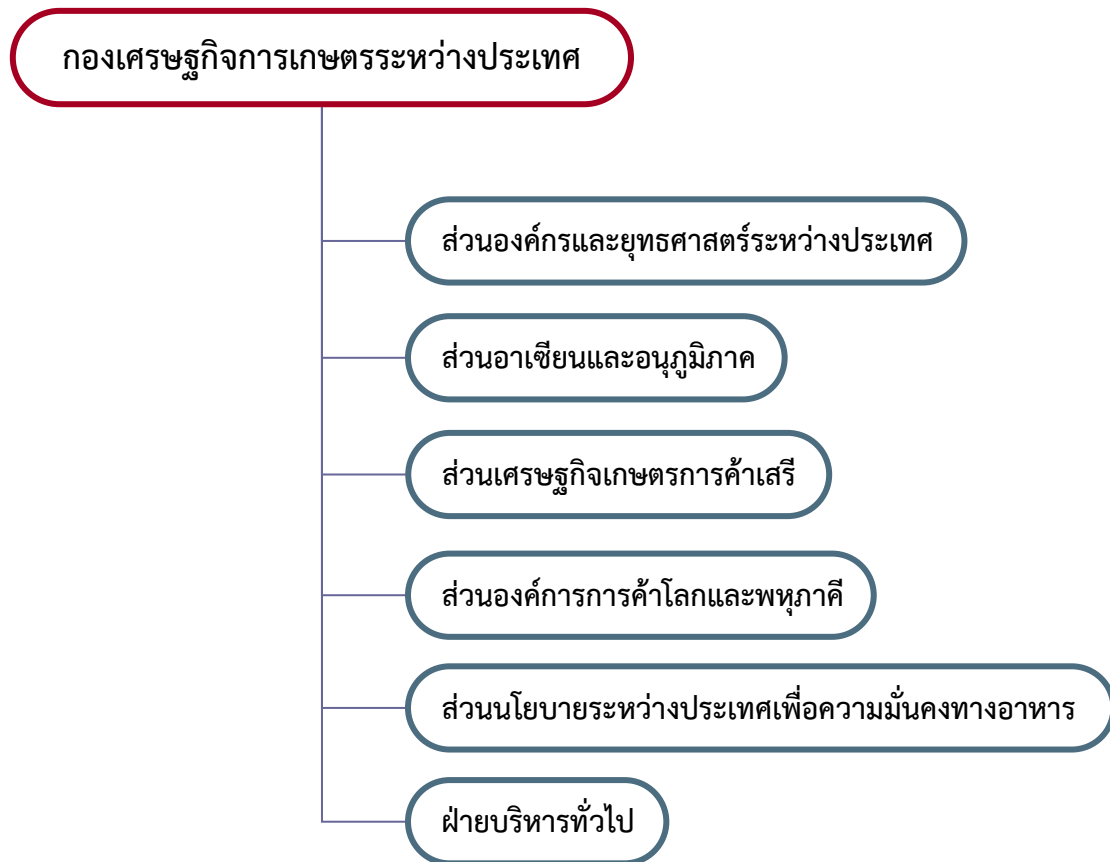 กองเศรษฐกิจการเกษตรระหว่างประเทศ
ส่วนองค์กรและยุทธศาสตร์ระหว่างประเทศ
ส่วนอาเซียนและอนุภูมิภาค
ส่วนเศรษฐกิจเกษตรการค้าเสรี
ส่วนองค์การการค้าโลกและพหุภาคี
ส่วนนโยบายระหว่างประเทศเพื่อความมั่นคงทางอาหาร
ฝ่ายบริหารทั่วไป